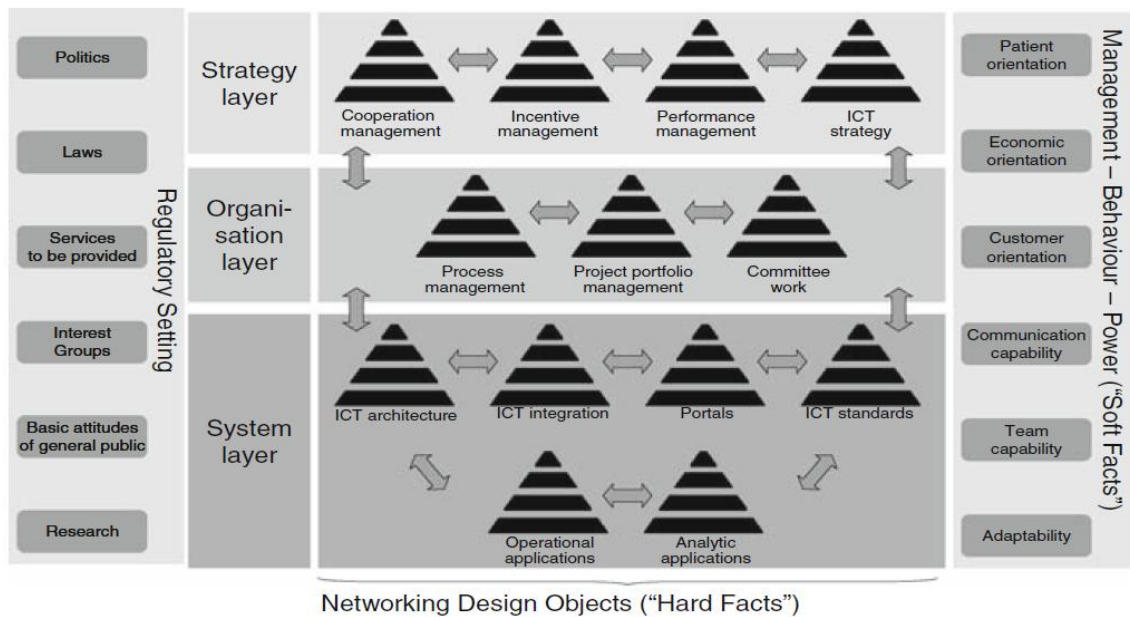 Politics
Laws
Services
to be provided
Interest
Groups
Basic attitudes
of general public
Research
Regulatory Setting
Strategy
layer
Cooperation
management
Incentive
management
Performance
management
ICT
strategy
Organi-
sation
layer
Process
management
Project portfolio
management
Committee
work
System
layer
ICT architecture
ICT integration
Portals
ICT standards
Operational
applications
Analytic
applications
Patient
orientation
Economic
orientation
Customer
orientation
Communication
capability
Team
capability
Adaptability
Management – Behaviour – Power (“Soft Facts”)
Networking Design Objects (“Hard Facts”)